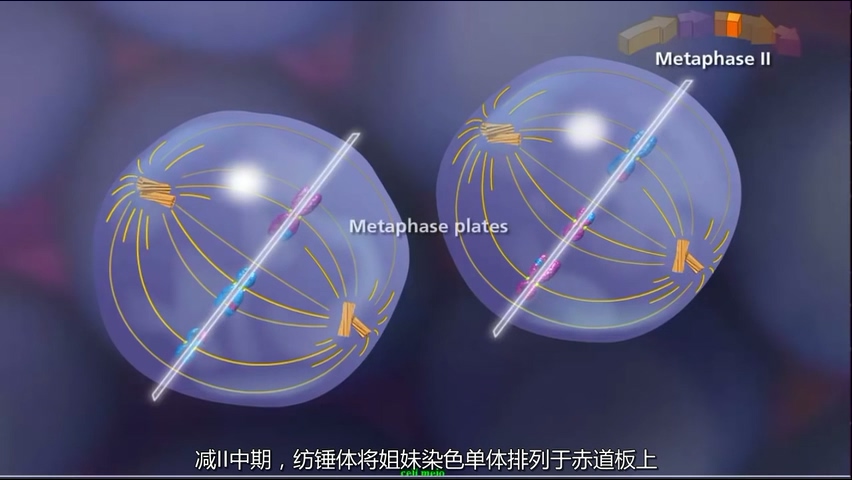 Metaphase II
Metaphase plates
减II中期，纺锤体将姐妹染色单体排列于赤道板上